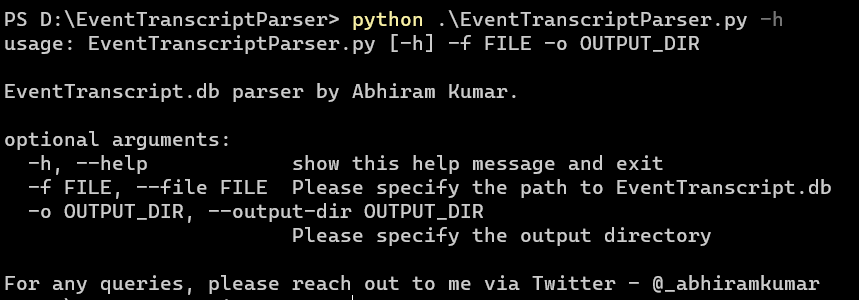 PS D:\EventTranscriptParser> python .\EventTranscriptParser.py -h
usage: EventTranscriptParser.py [-h] -f FILE -o OUTPUT_DIR
EventTranscript.db parser by Abhiram Kumar.
optional arguments:
-h, --help show this help message and exit
-f FILE, --file FILE Please specify the path to EventTranscript.db
-o OUTPUT_DIR, --output-dir OUTPUT_DIR
Please specify the output directory
For any queries, please reach out to me via Twitter - @_abhiramkumar